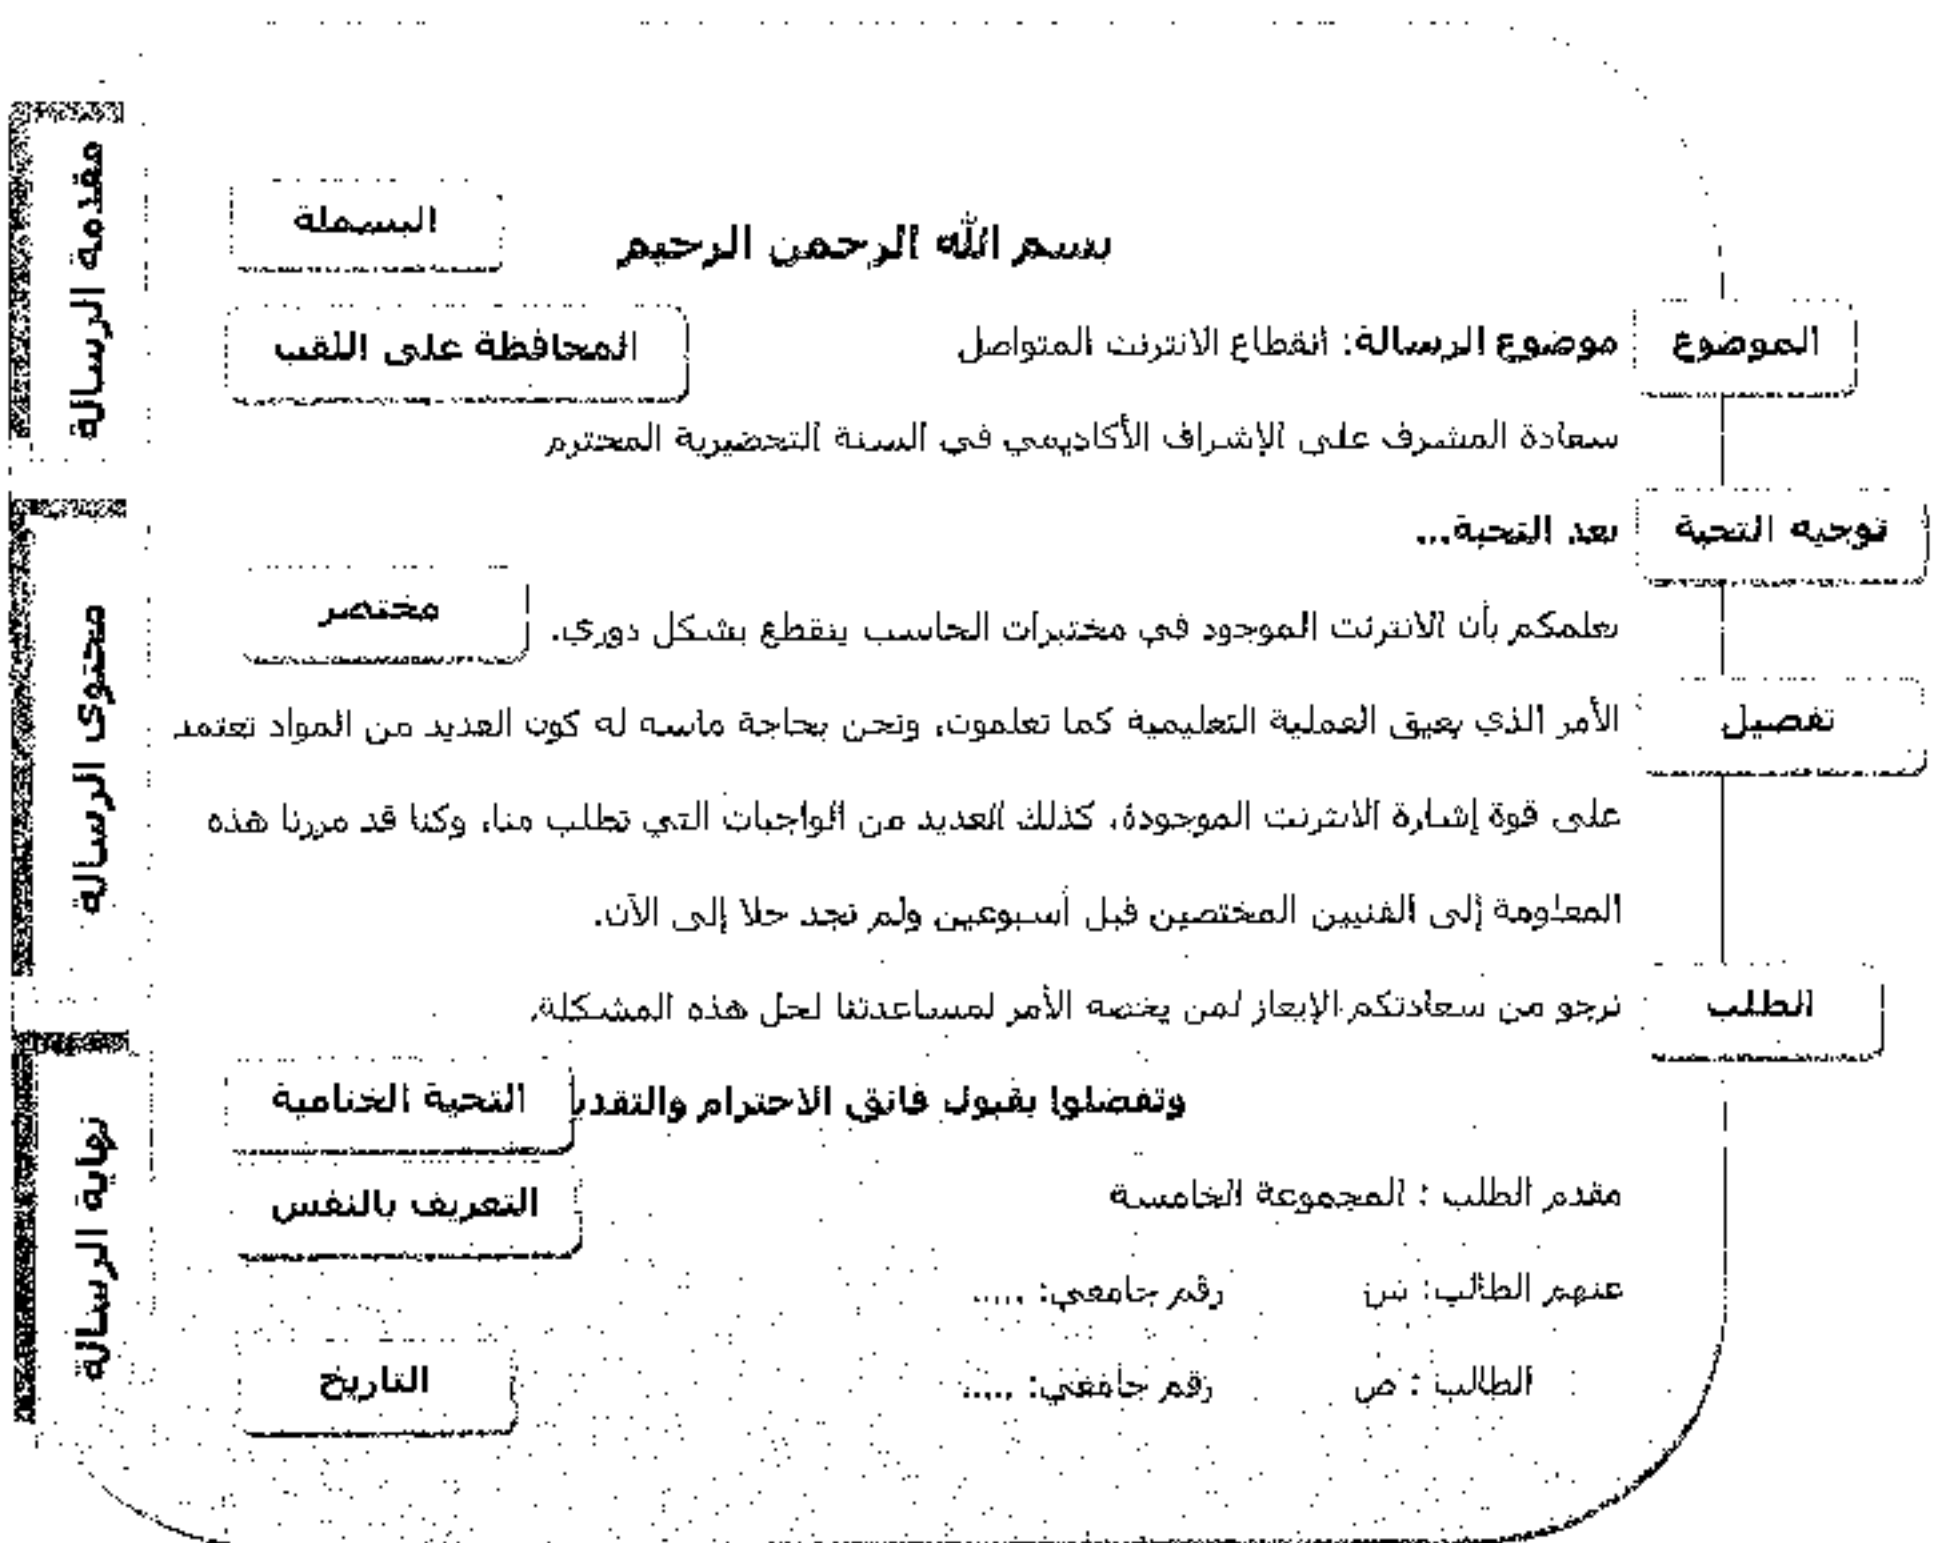 مقدمة الرسالة
البسملة
بسم الله الرحمن الرحيم
الموضوع
موضوع الرسالة: انقطاع الانترنت المتواصل
المحافظة على اللقب
سعادة المشرف على الإشراف الأكاديمي في السنة التحضيرية المحترم
محتوى الرسالة
توجيه التحية
بعد التحية...
نعلمكم بأن الانترنت الموجود في مختبرات الحاسب ينقطع بشكل دوري.
مختصر
تفصيل
الأمر الذي يعيق العملية التعليمية كما تعلمون، ونحن بحاجة ماسه له كون العديد من المواد تعتمد
على قوة إشارة الانترنت الموجودة، كذلك العديد من الواجبات التي تطلب منا، وكنا قد مررنا هذه
المعلومة إلى الفنيين المختصين قبل أسبوعين ولم نجد حلا إلى الآن.
الطلب
نرجو من سعادتكم الإيعاز لمن يخصه الأمر لمساعدتنا لحل هذه المشكلة.
نهاية الرسالة
وتفضلوا بقبول فائق الاحترام والتقدير
التحية الختامية
التعريف بالنفس
مقدم الطلب : المجموعة الخامسة
عنهم الطالب: س رقم جامعي: .....
الطالب : ص رقم جامعي: .....
التاريخ